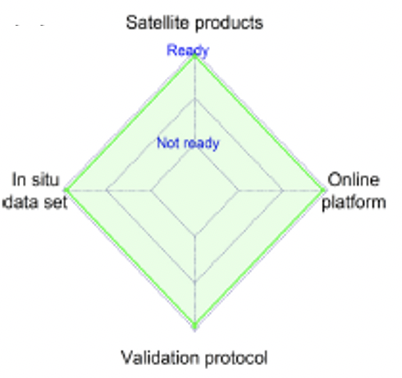 Satellite products
Ready
Not ready
In situ
data set
Online
platform
Validation protocol